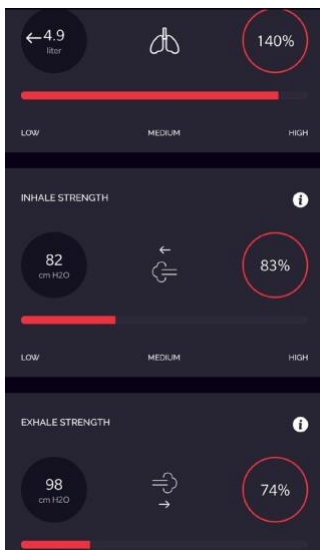 ←4.9
liter
140%
LOW MEDIUM HIGH
INHALE STRENGTH i
82
cm H2O
83%
LOW MEDIUM HIGH
EXHALE STRENGTH i
98
cm H2O
74%